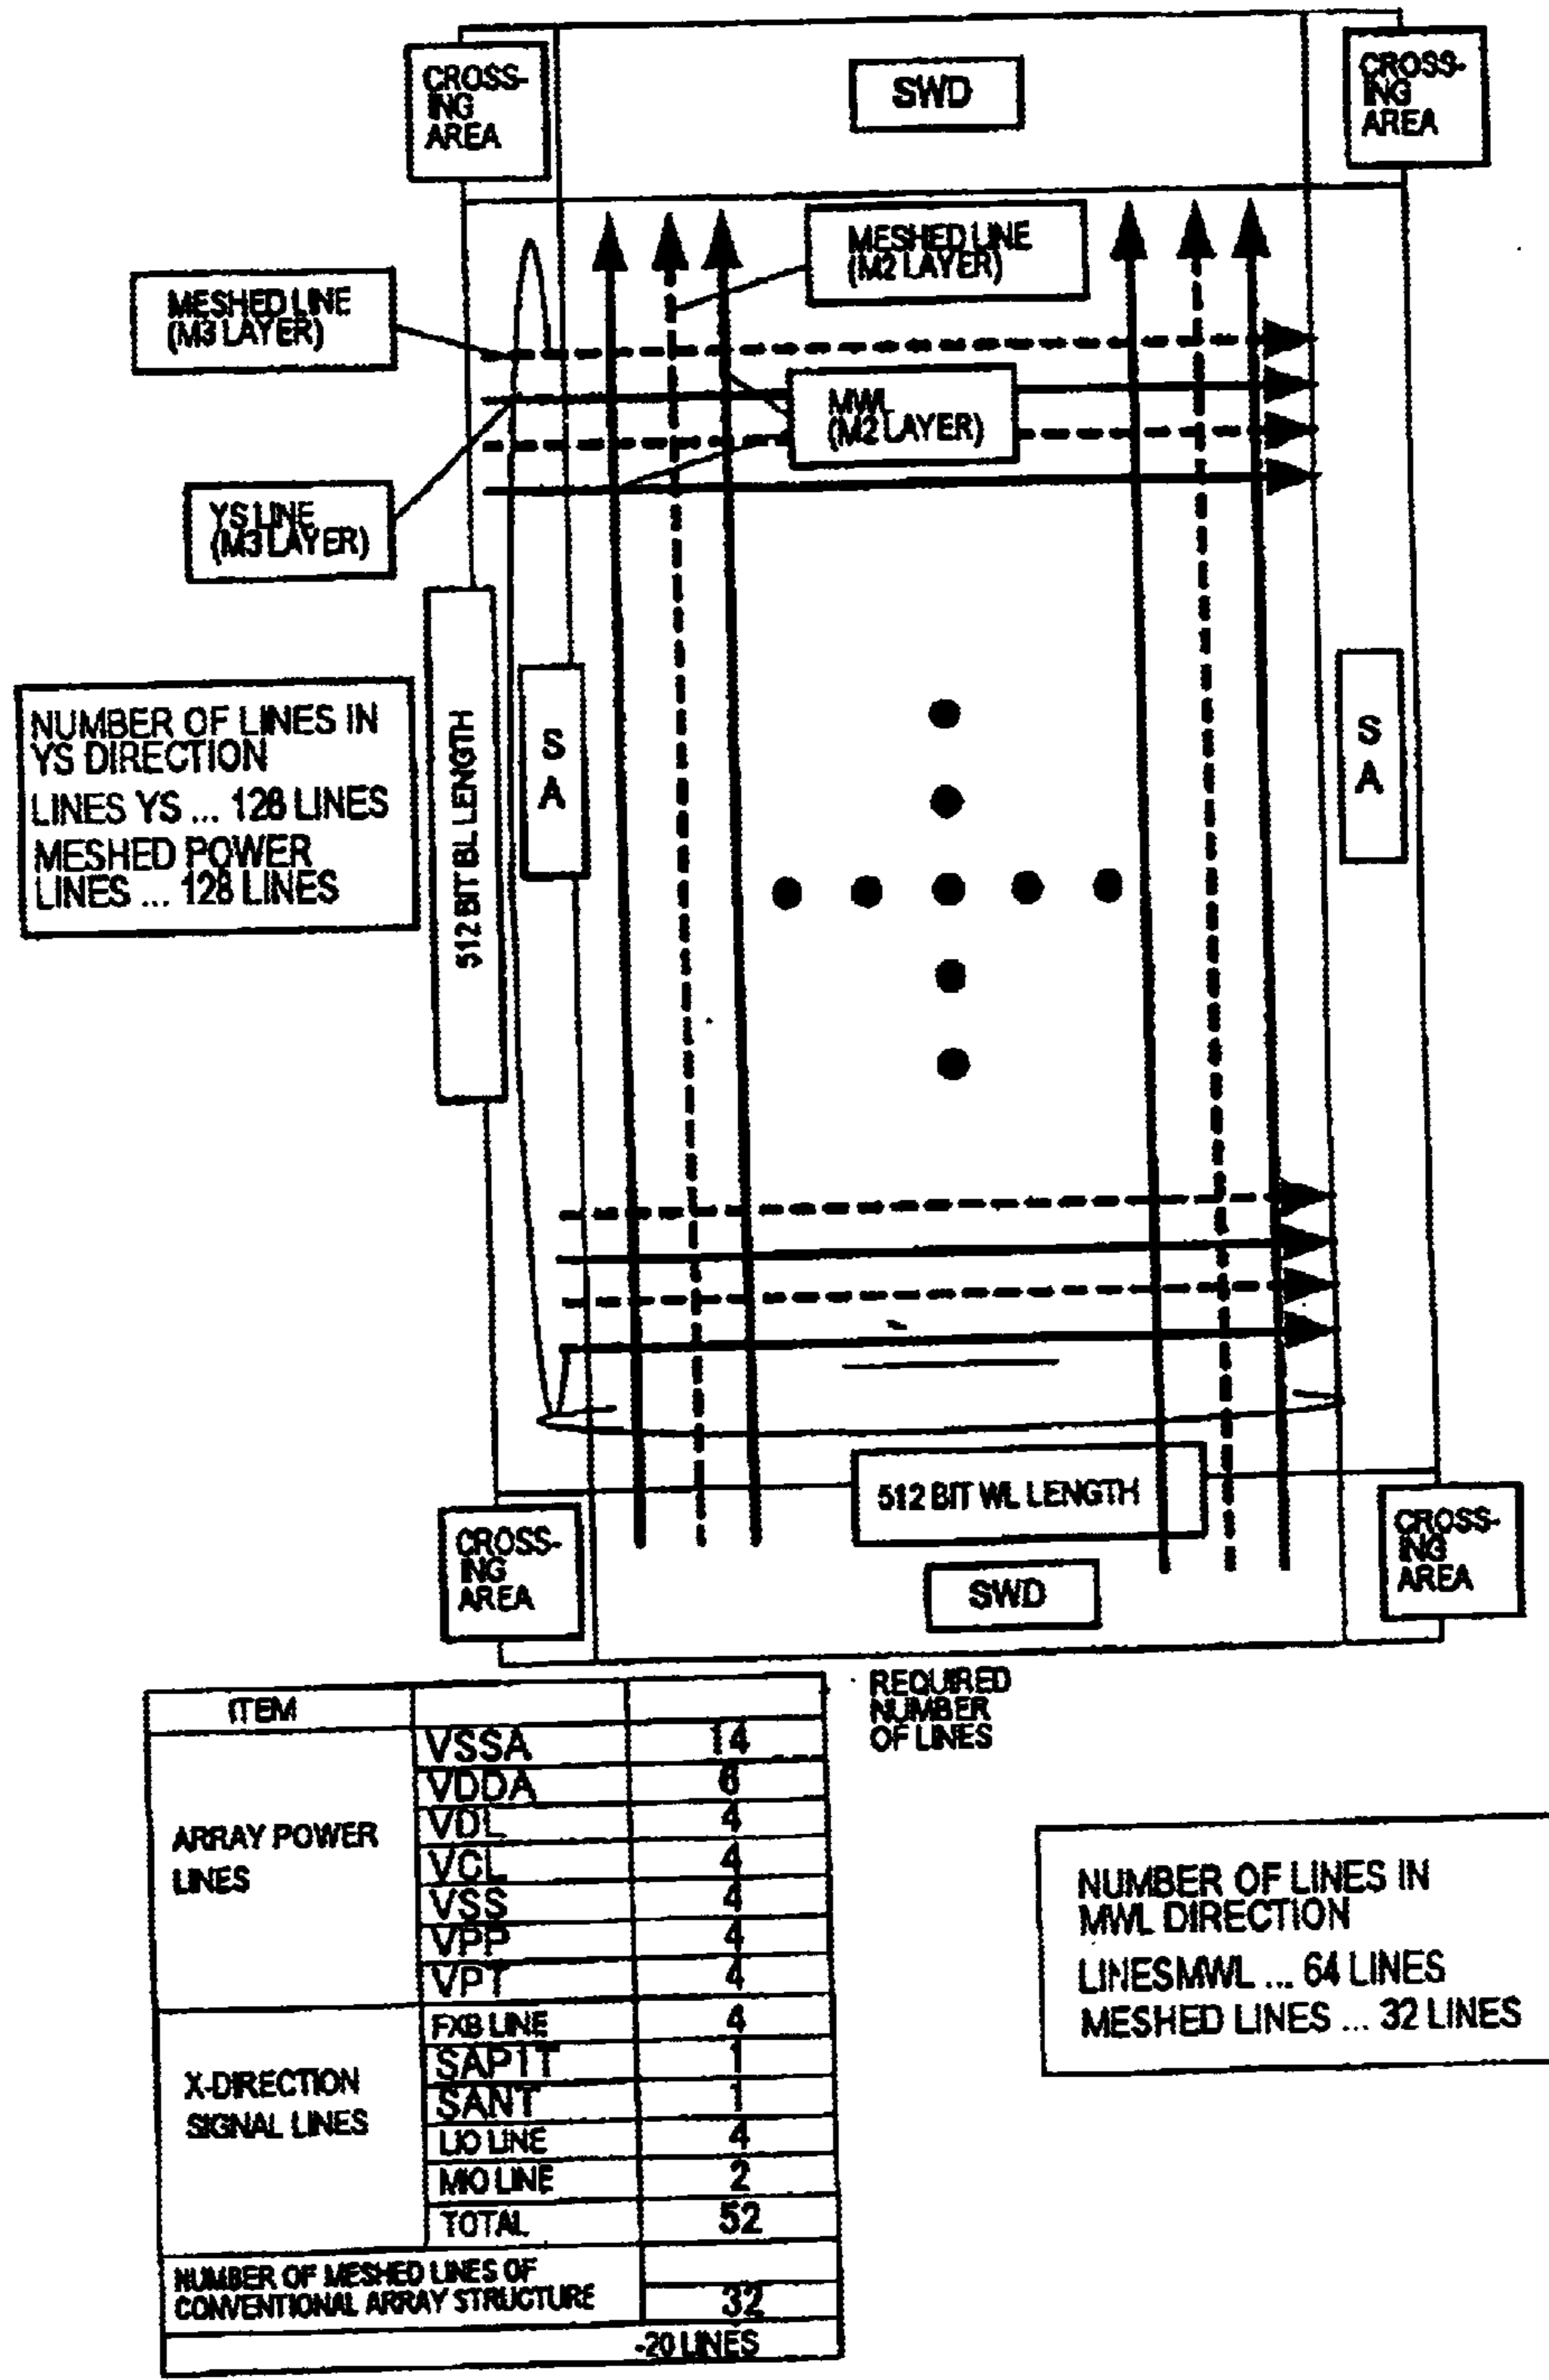 CROSS-
ING
AREA
SWD
CROSS-
ING
AREA
MESHED LINE
(M2 LAYER)
MESHED LINE
(M3 LAYER)
MWL
(M2 LAYER)
YS LINE
(M3 LAYER)
512 BIT BL LENGTH
S
A
S
A
NUMBER OF LINES IN
YS DIRECTION
LINES YS ... 128 LINES
MESHED POWER
LINES ... 128 LINES
512 BIT WL LENGTH
CROSS-
ING
AREA
CROSS-
ING
AREA
SWD
REQUIRED
NUMBER
OF LINES
ITEM
ARRAY POWER
LINES
VSSA 14
VDDA 6
VDL 4
VCL 4
VSS 4
VPP 4
VPT 4
X-DIRECTION
SIGNAL LINES
FXB LINE 4
SAP1T 1
SANT 1
LIO LINE 4
MIO LINE 2
TOTAL 52
NUMBER OF MESHED LINES OF
CONVENTIONAL ARRAY STRUCTURE 32
-20 LINES
NUMBER OF LINES IN
MWL DIRECTION
LINESMWL ... 64 LINES
MESHED LINES ... 32 LINES